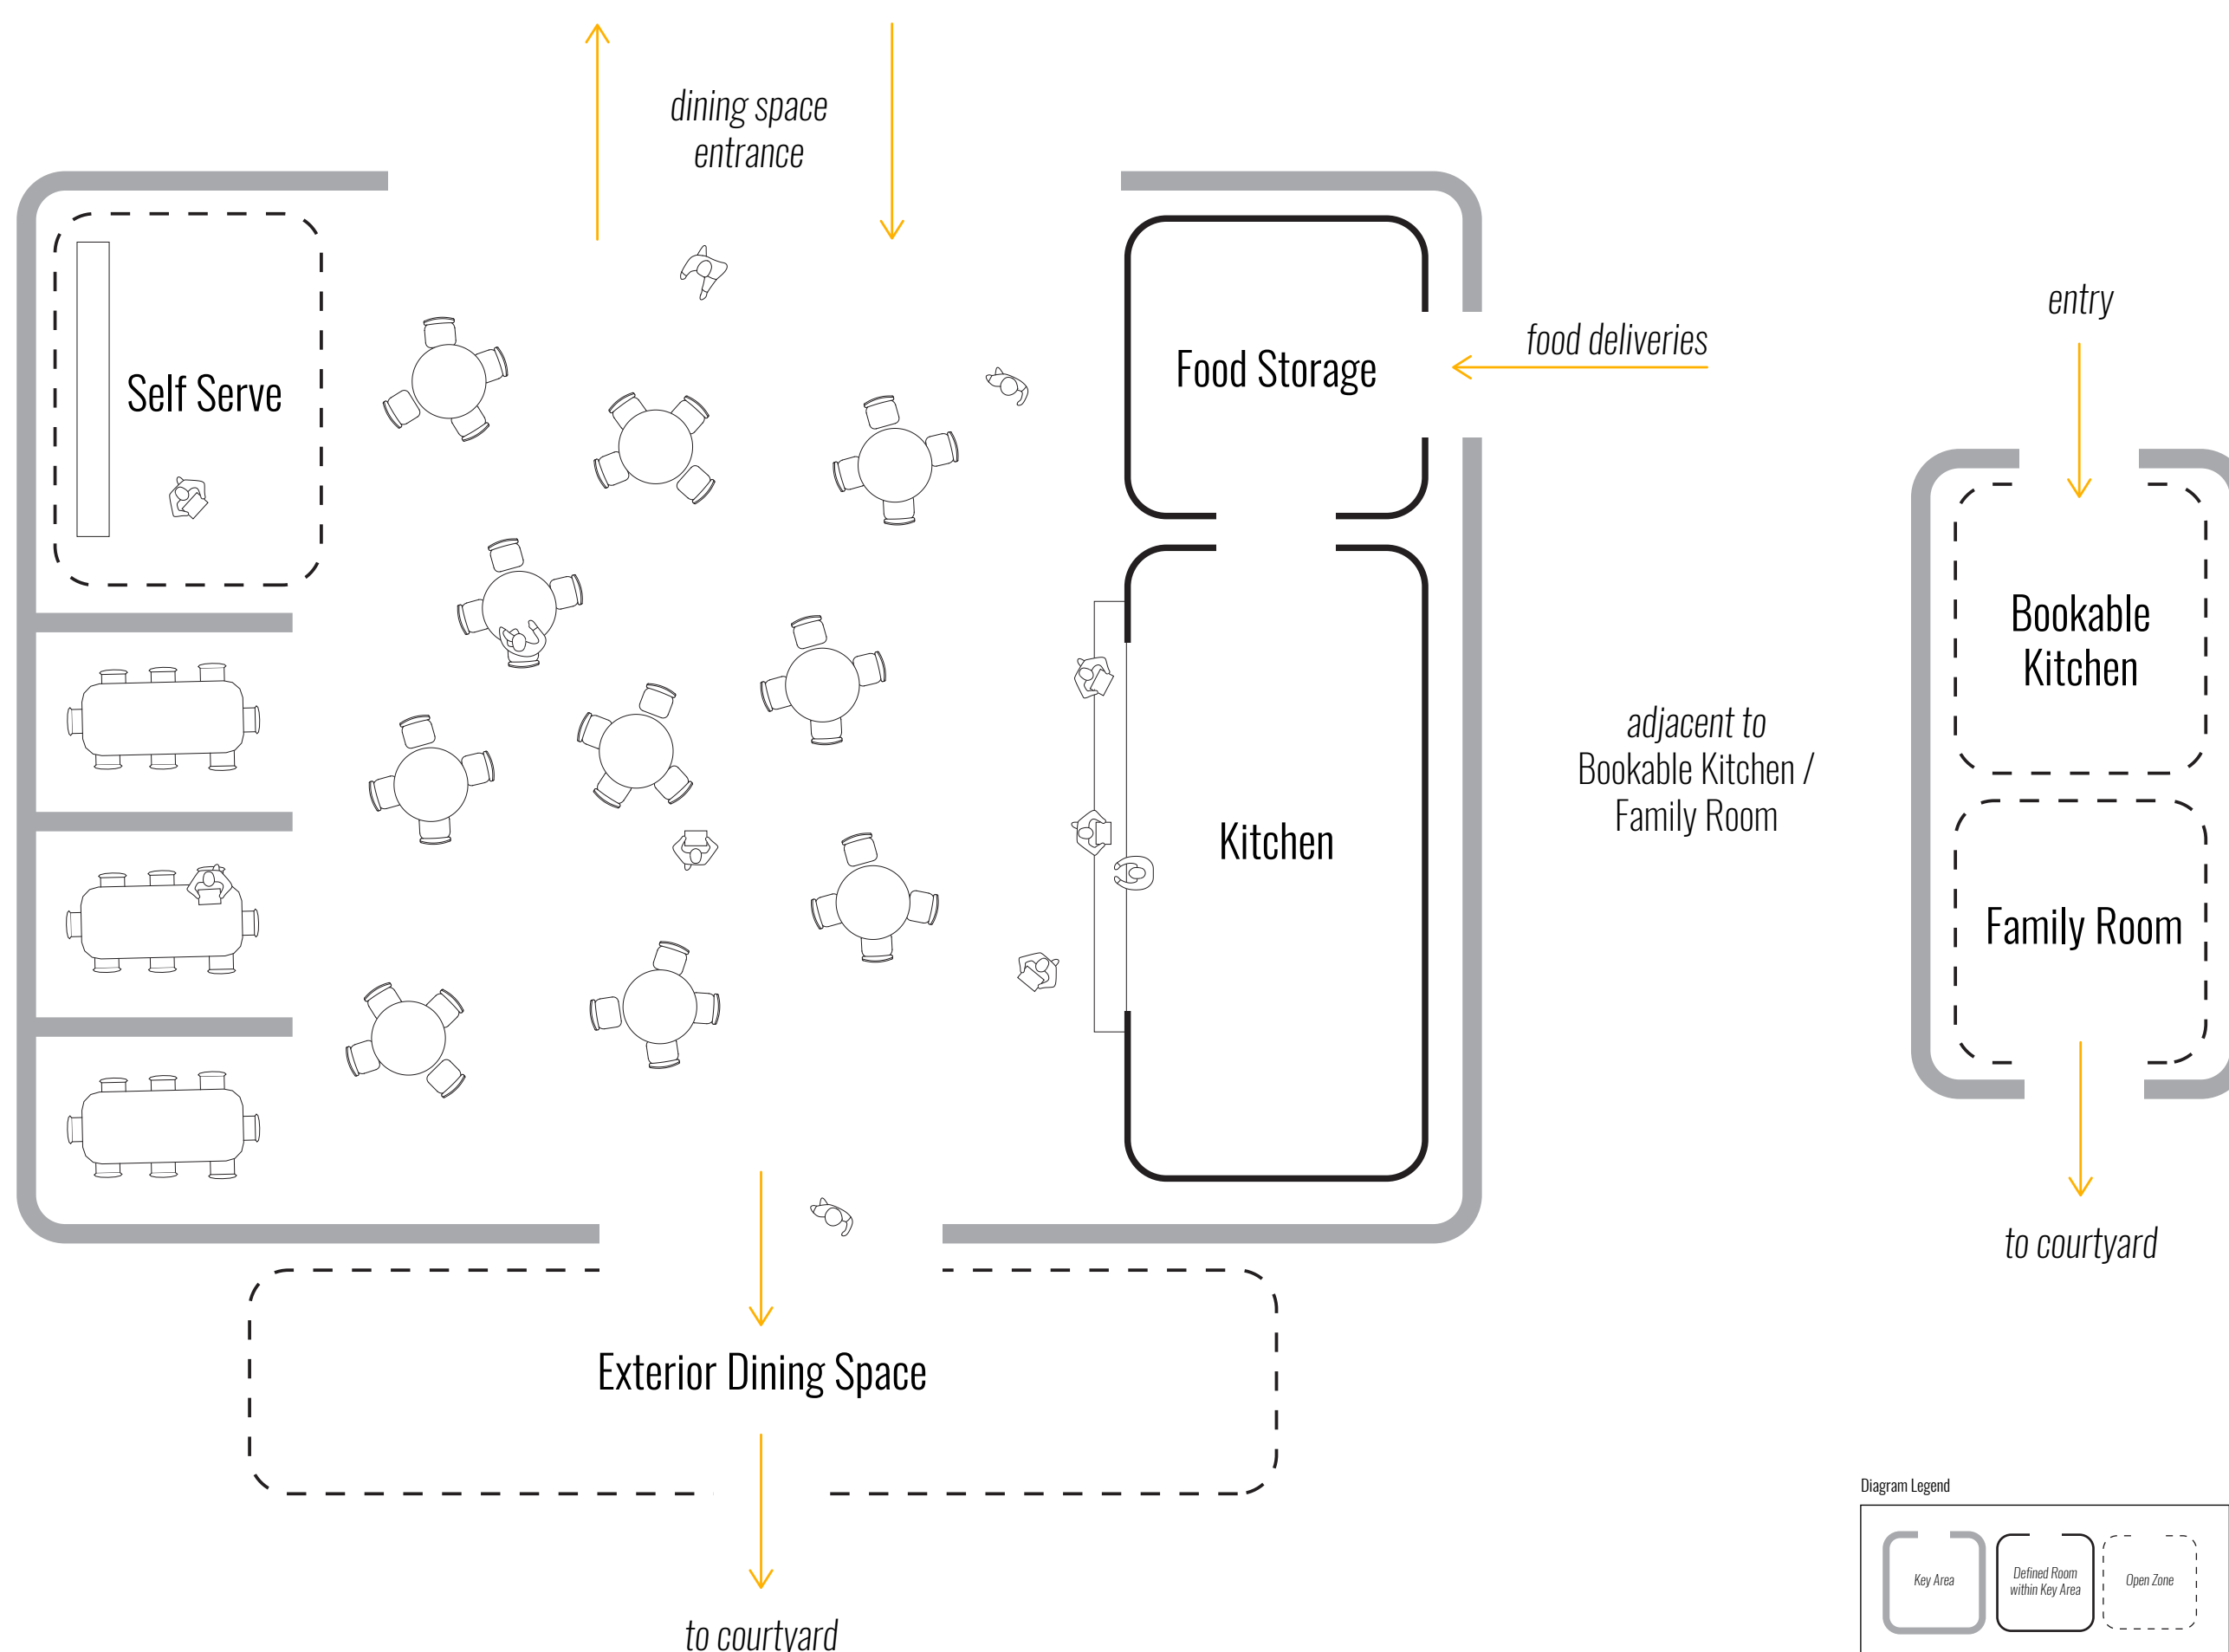 dining space
entrance
Self Serve
Food Storage
food deliveries
entry
Bookable
Kitchen
adjacent to
Bookable Kitchen /
Family Room
Kitchen
Family Room
to courtyard
Exterior Dining Space
to courtyard
Diagram Legend
Key Area
Defined Room
within Key Area
Open Zone